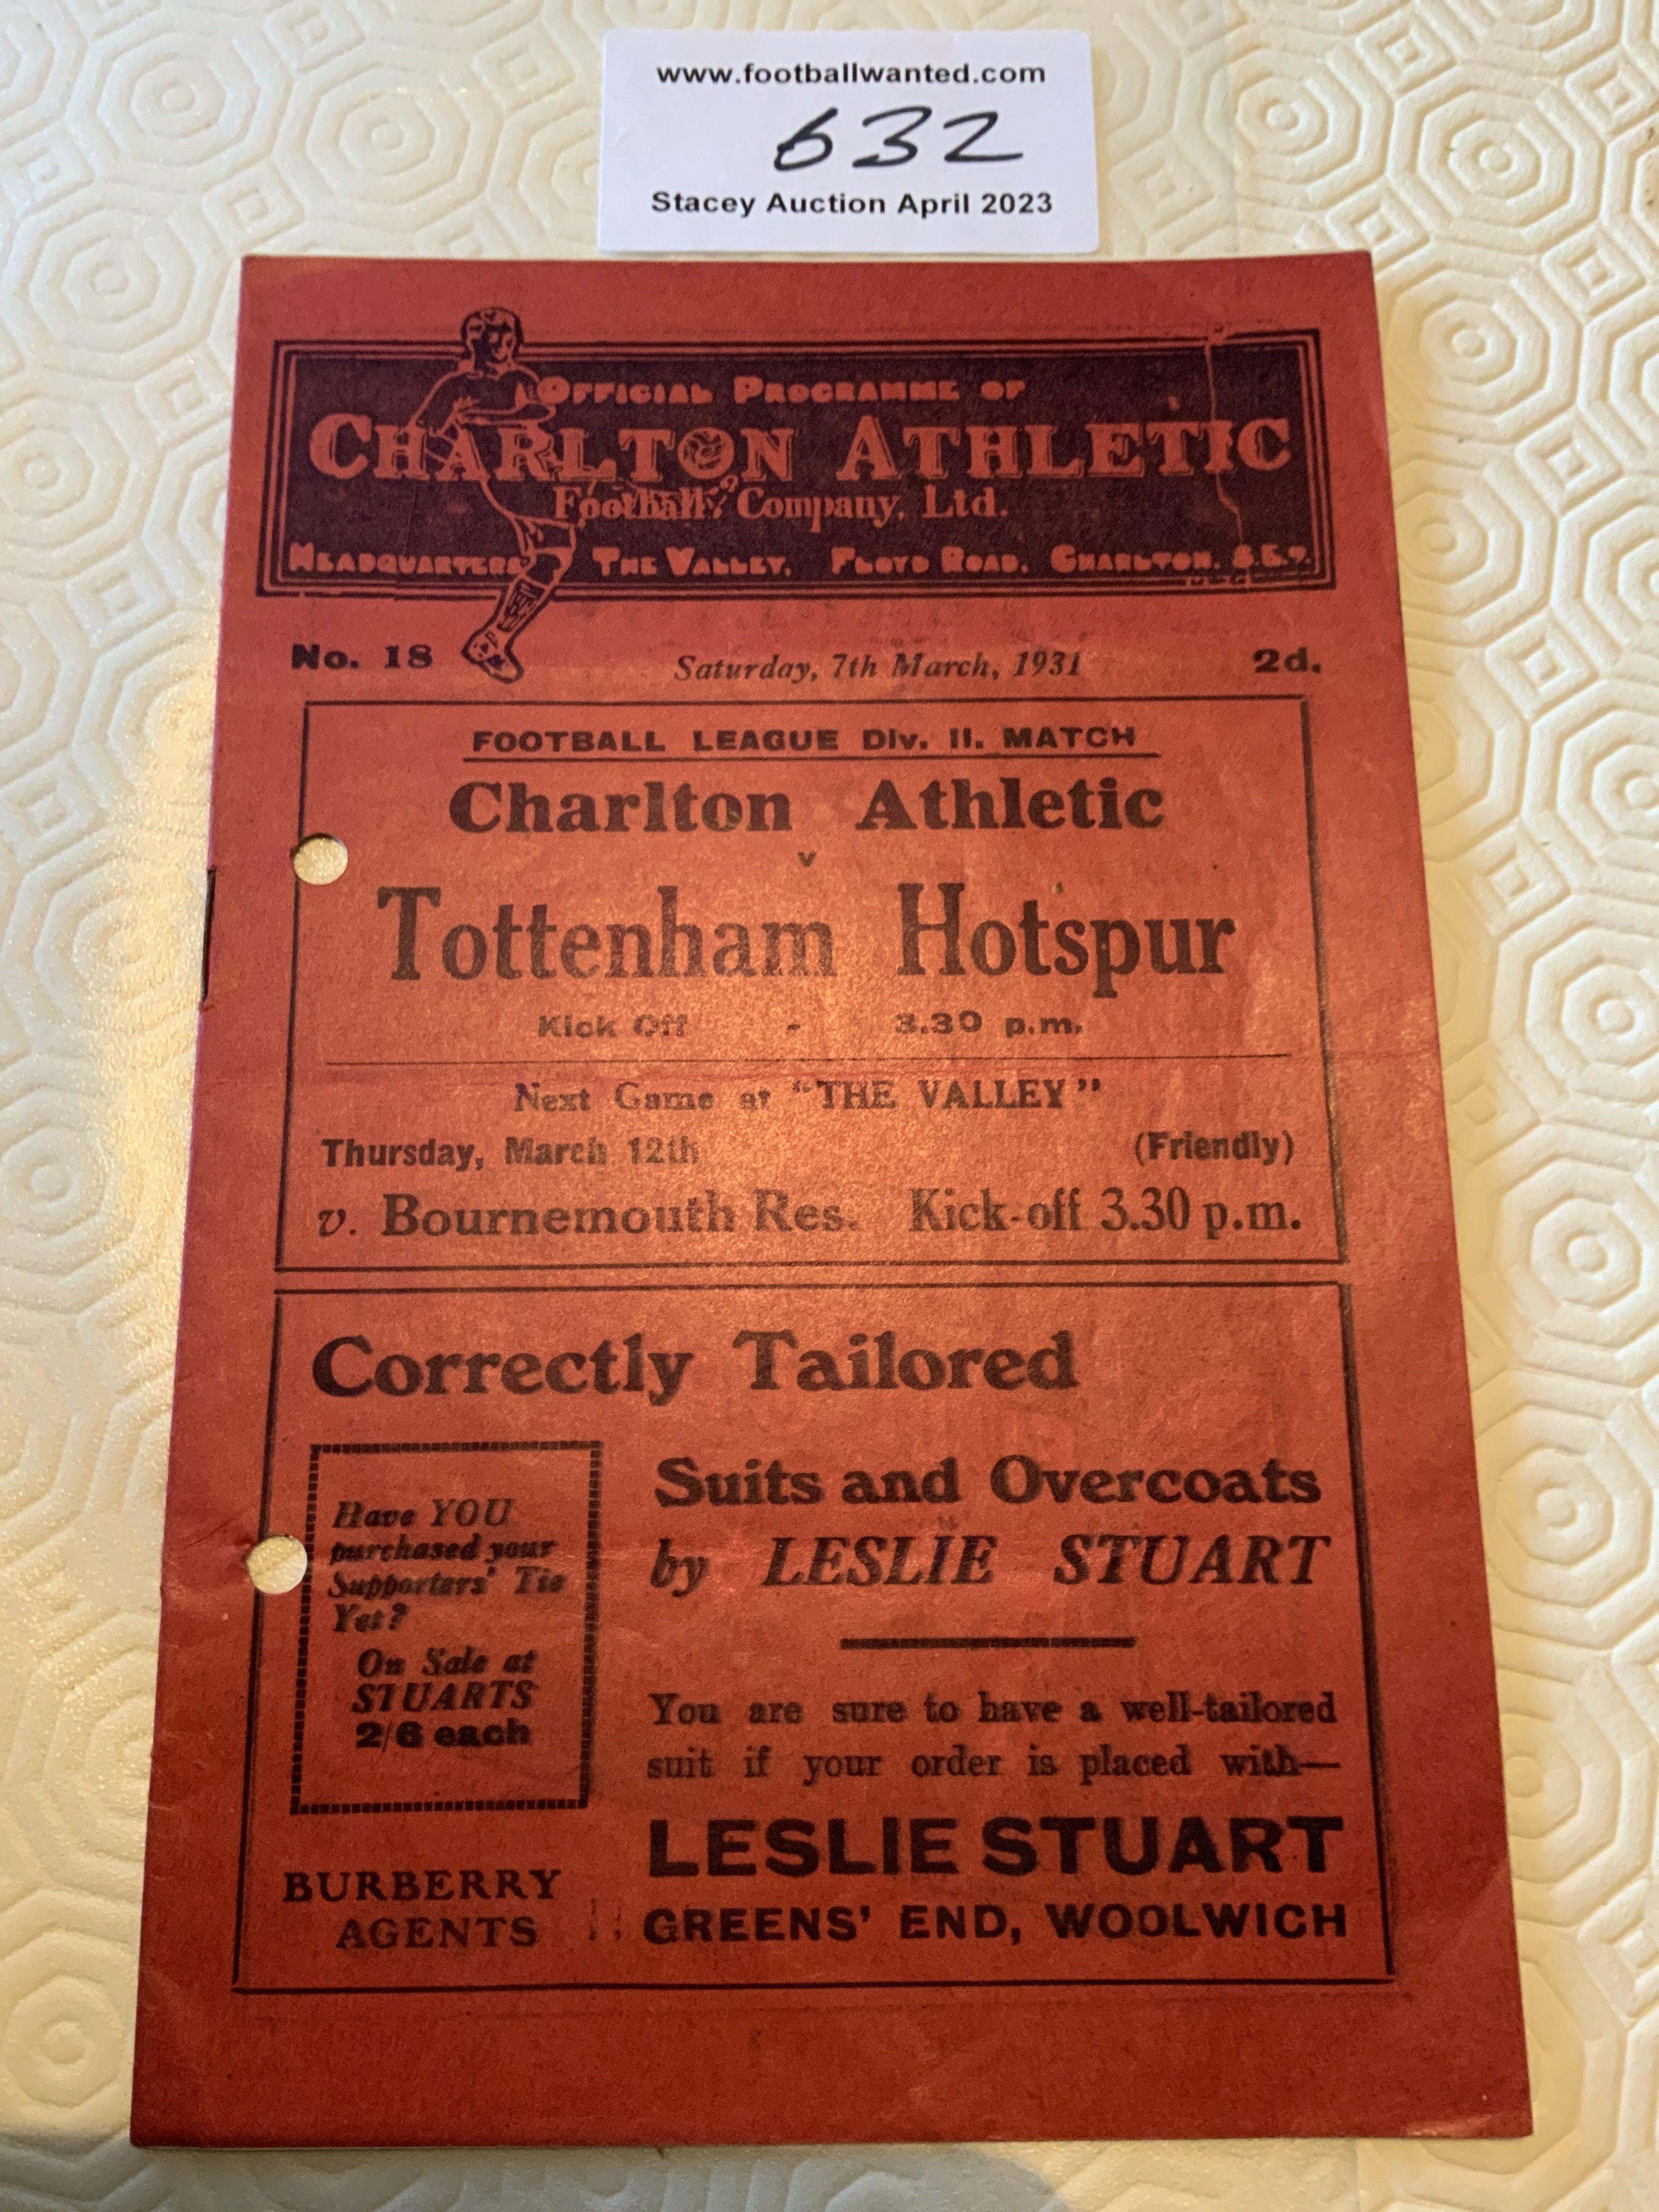 www.footballwanted.com
632
Stacey Auction April 2023
OFFICIAL PROGRAMME OF
CHARLTON ATHLETIC
Football Company, Ltd.
HEADQUARTERS THE VALLEY, FLOYD ROAD, CHARLTON, S.E.7.
No. 18 Saturday, 7th March, 1931 2d.
FOOTBALL LEAGUE Div. II. MATCH
Charlton Athletic
v
Tottenham Hotspur
Kick Off - 3.30 p.m.
Next Game at "THE VALLEY"
Thursday, March 12th (Friendly)
v. Bournemouth Res. Kick-off 3.30 p.m.
Correctly Tailored
Suits and Overcoats
by LESLIE STUART
Have YOU
purchased your
Supporters' Tie
Yet?
On Sale at
STUARTS
2/6 each
You are sure to have a well-tailored
suit if your order is placed with—
LESLIE STUART
GREENS' END, WOOLWICH
BURBERRY
AGENTS